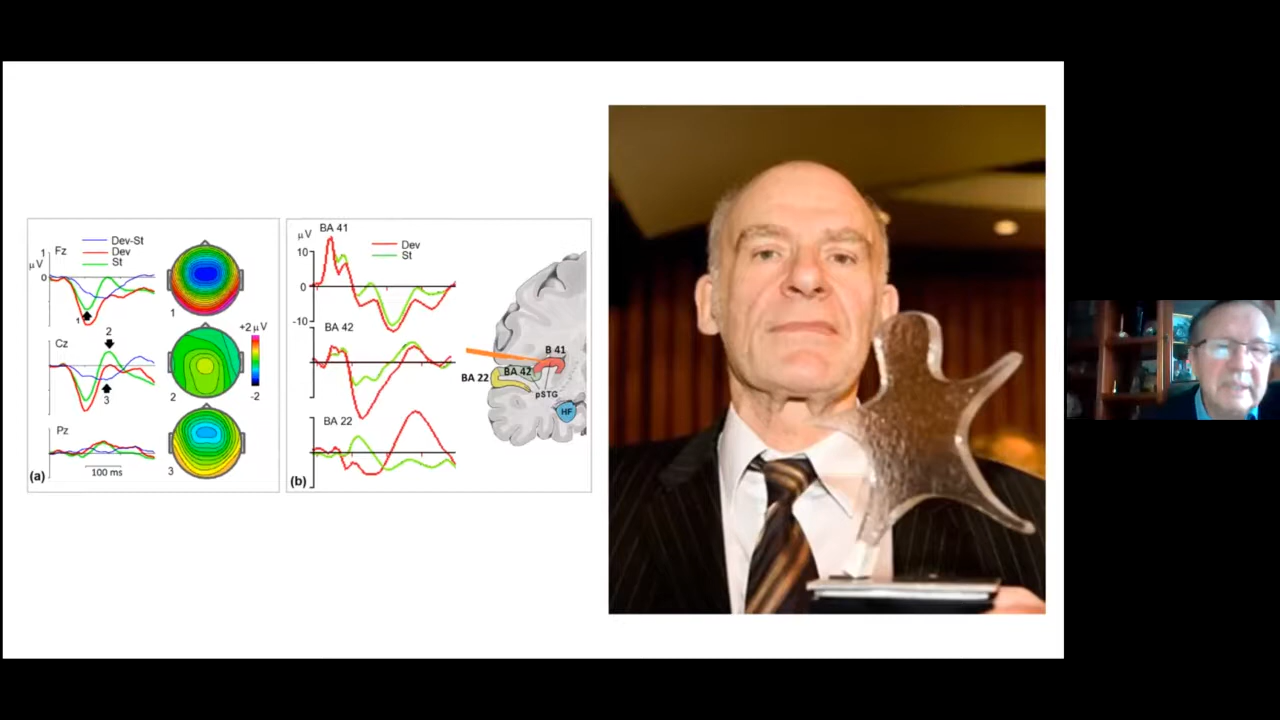 Fz
Dev-St
Dev
St
1
μV
0
1
1
2
Cz
+2 μV
-2
3
2
Pz
100 ms
3
(a)
μV
BA 41
Dev
St
10
0
-10
BA 42
BA 22
B 41
BA 42
BA 22
pSTG
HF
(b)